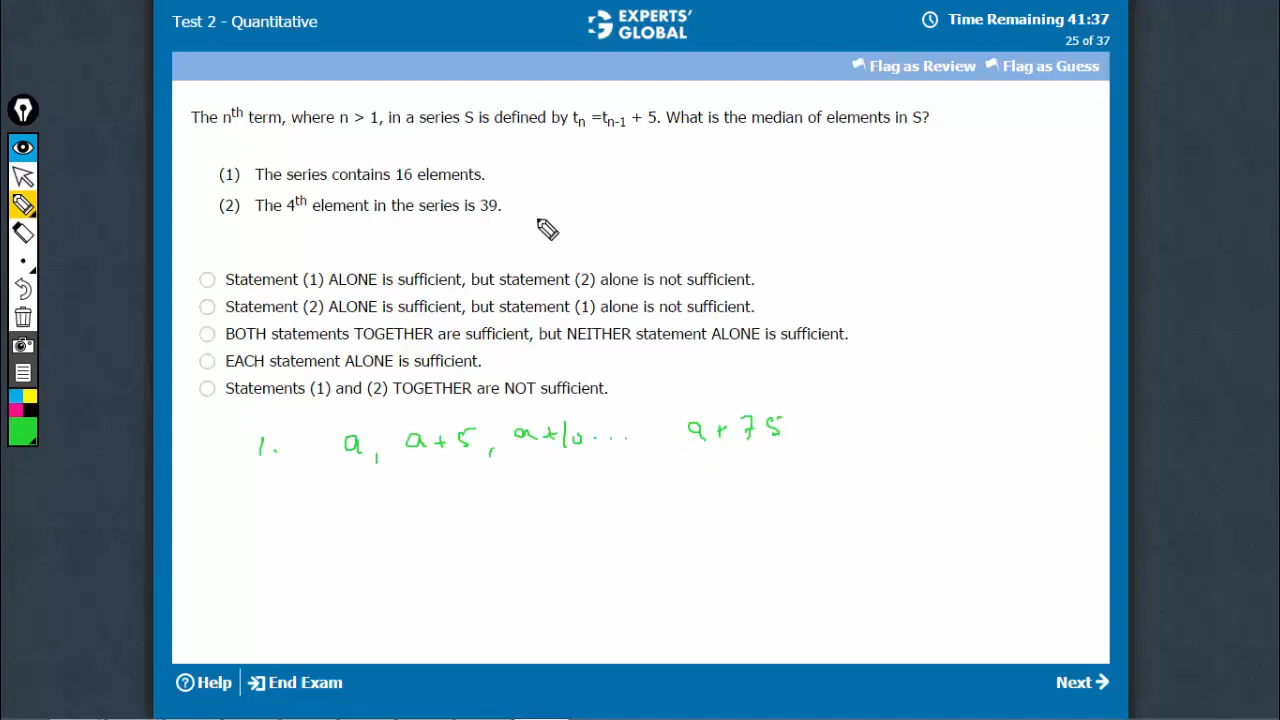 Test 2 - Quantitative
EXPERTS' GLOBAL
Time Remaining 41:37
25 of 37
Flag as Review Flag as Guess
The nth term, where n > 1, in a series S is defined by tn =tn-1 + 5. What is the median of elements in S?
(1) The series contains 16 elements.
(2) The 4th element in the series is 39.
Statement (1) ALONE is sufficient, but statement (2) alone is not sufficient.
Statement (2) ALONE is sufficient, but statement (1) alone is not sufficient.
BOTH statements TOGETHER are sufficient, but NEITHER statement ALONE is sufficient.
EACH statement ALONE is sufficient.
Statements (1) and (2) TOGETHER are NOT sufficient.
1. a, a+5, a+10... a+75
Help End Exam Next